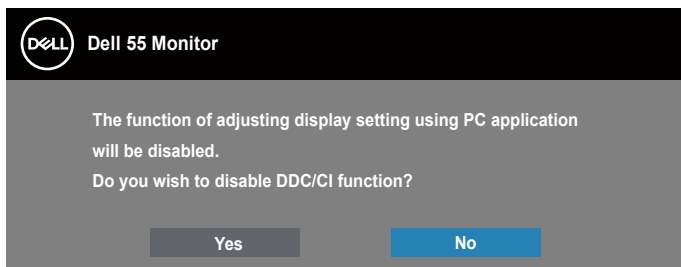 DELL
Dell 55 Monitor
The function of adjusting display setting using PC application
will be disabled.
Do you wish to disable DDC/CI function?
Yes
No